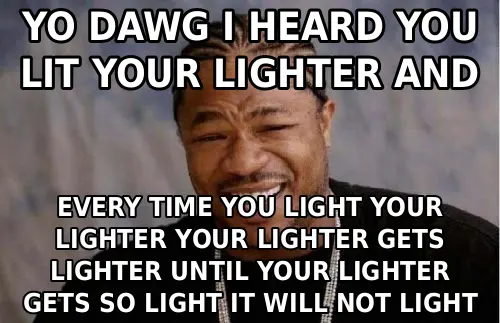 YO DAWG I HEARD YOU
LIT YOUR LIGHTER AND
EVERY TIME YOU LIGHT YOUR
LIGHTER YOUR LIGHTER GETS
LIGHTER UNTIL YOUR LIGHTER
GETS SO LIGHT IT WILL NOT LIGHT